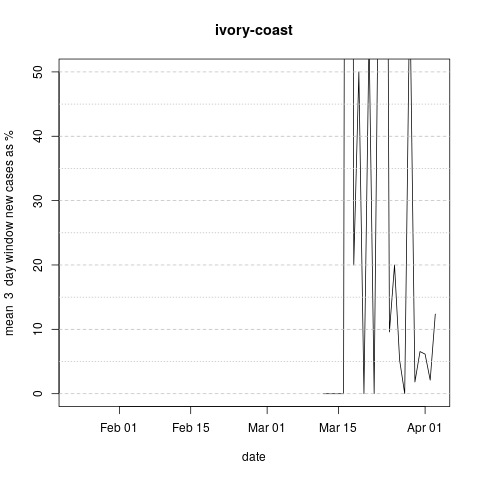 ivory-coast
mean  3  day window new cases as %
50
40
30
20
10
0
Feb 01
Feb 15
Mar 01
Mar 15
Apr 01
date